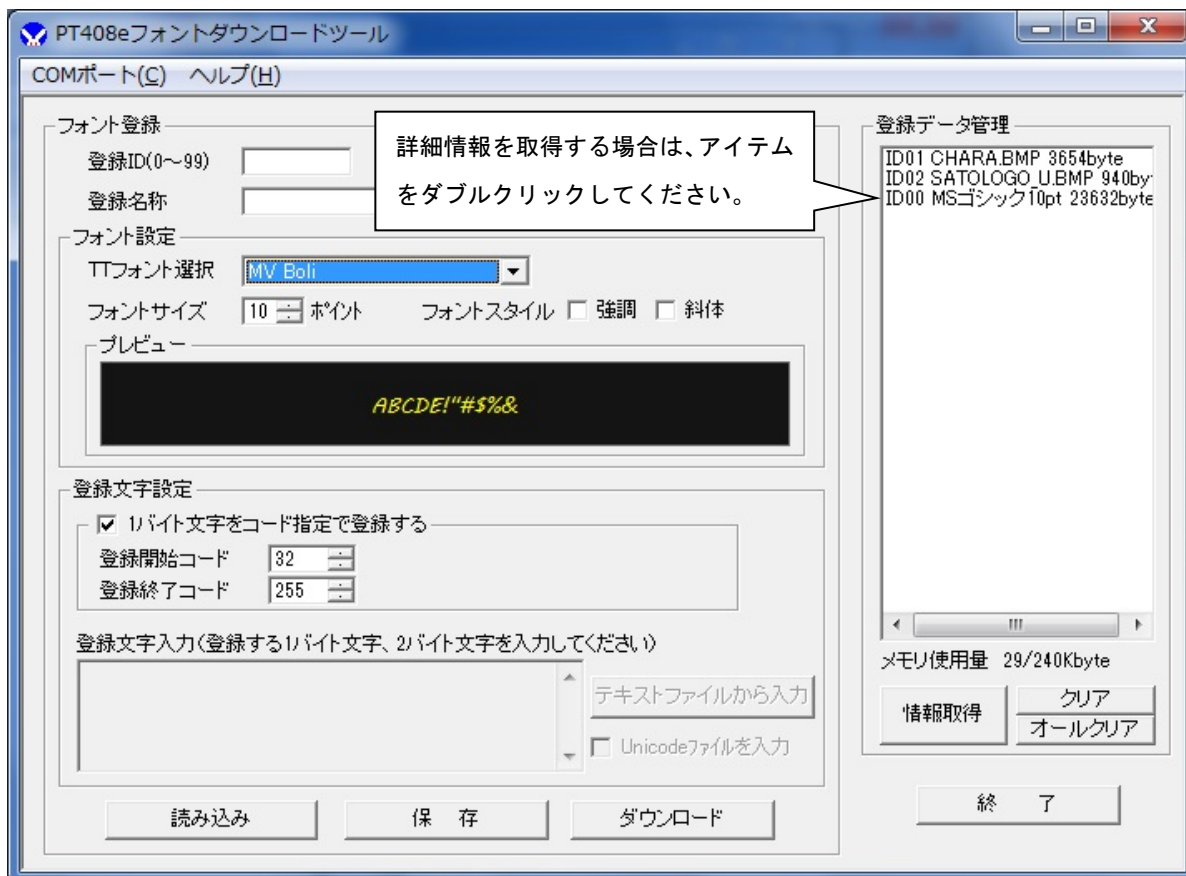 PT408eフォントダウンロードツール
COMポート(C) ヘルプ(H)
フォント登録
登録ID(0～99)
登録名称
詳細情報を取得する場合は、アイテム
をダブルクリックしてください。
フォント設定
TTフォント選択 MV Boli
フォントサイズ 10 ポイント フォントスタイル 強調 斜体
プレビュー
ABCDE!"#$%&
登録文字設定
1バイト文字をコード指定で登録する
登録開始コード 32
登録終了コード 255
登録文字入力(登録する1バイト文字、2バイト文字を入力してください)
テキストファイルから入力
Unicodeファイルを入力
読み込み 保 存 ダウンロード
登録データ管理
ID01 CHARA.BMP 3654byte
ID02 SATOLOGO_U.BMP 940by
ID00 MSゴシック10pt 23632byte
メモリ使用量 29/240Kbyte
情報取得 クリア
オールクリア
終 了